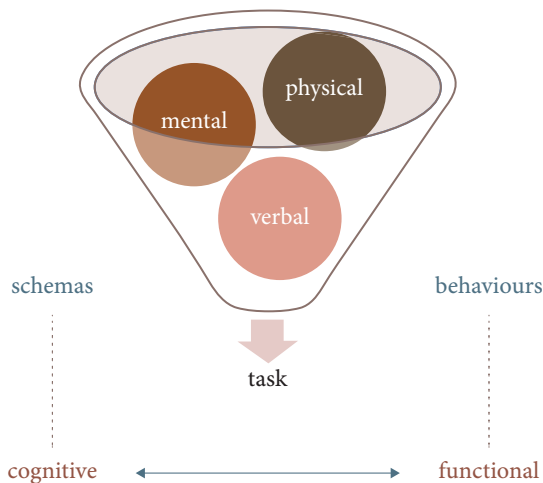 physical
mental
verbal
schemas
behaviours
task
cognitive
functional